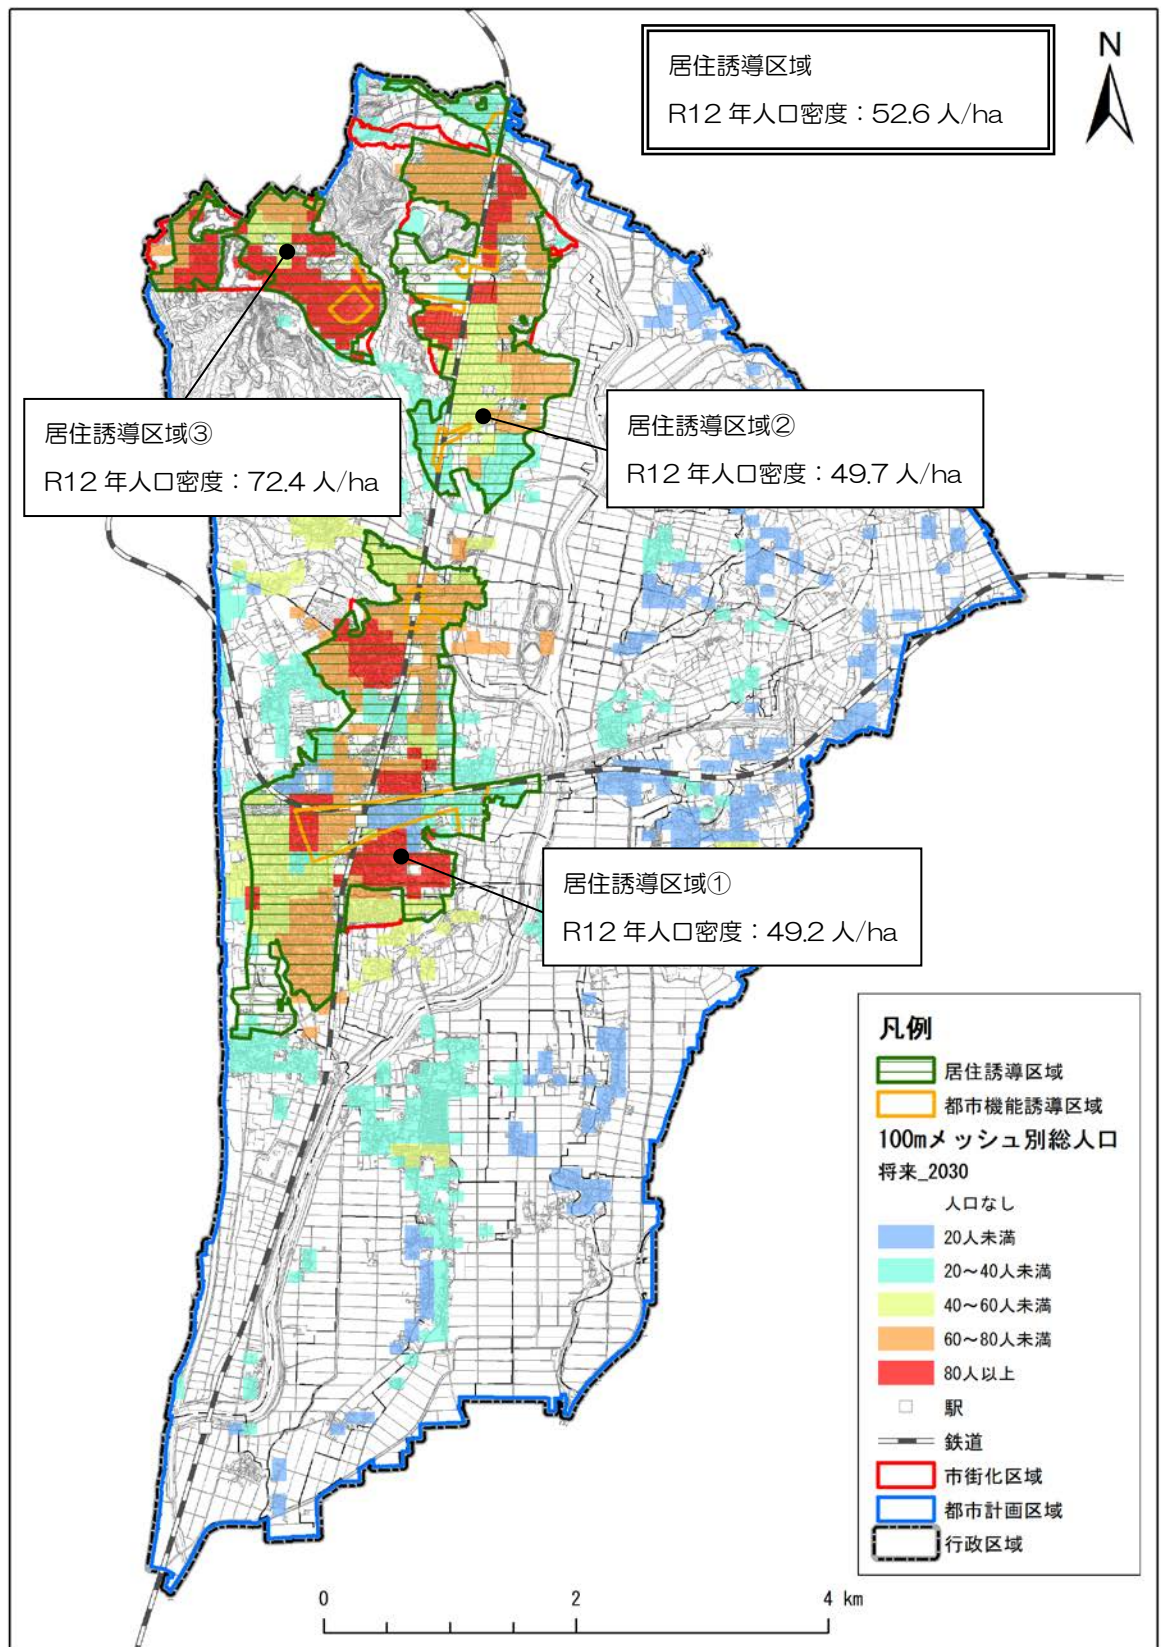 居住誘導区域
R12 年人口密度：52.6 人/ha
N
居住誘導区域③
R12 年人口密度：72.4 人/ha
居住誘導区域②
R12 年人口密度：49.7 人/ha
居住誘導区域①
R12 年人口密度：49.2 人/ha
凡例
居住誘導区域
都市機能誘導区域
100mメッシュ別総人口
将来_2030
人口なし
20人未満
20～40人未満
40～60人未満
60～80人未満
80人以上
駅
鉄道
市街化区域
都市計画区域
行政区域
0 2 4 km